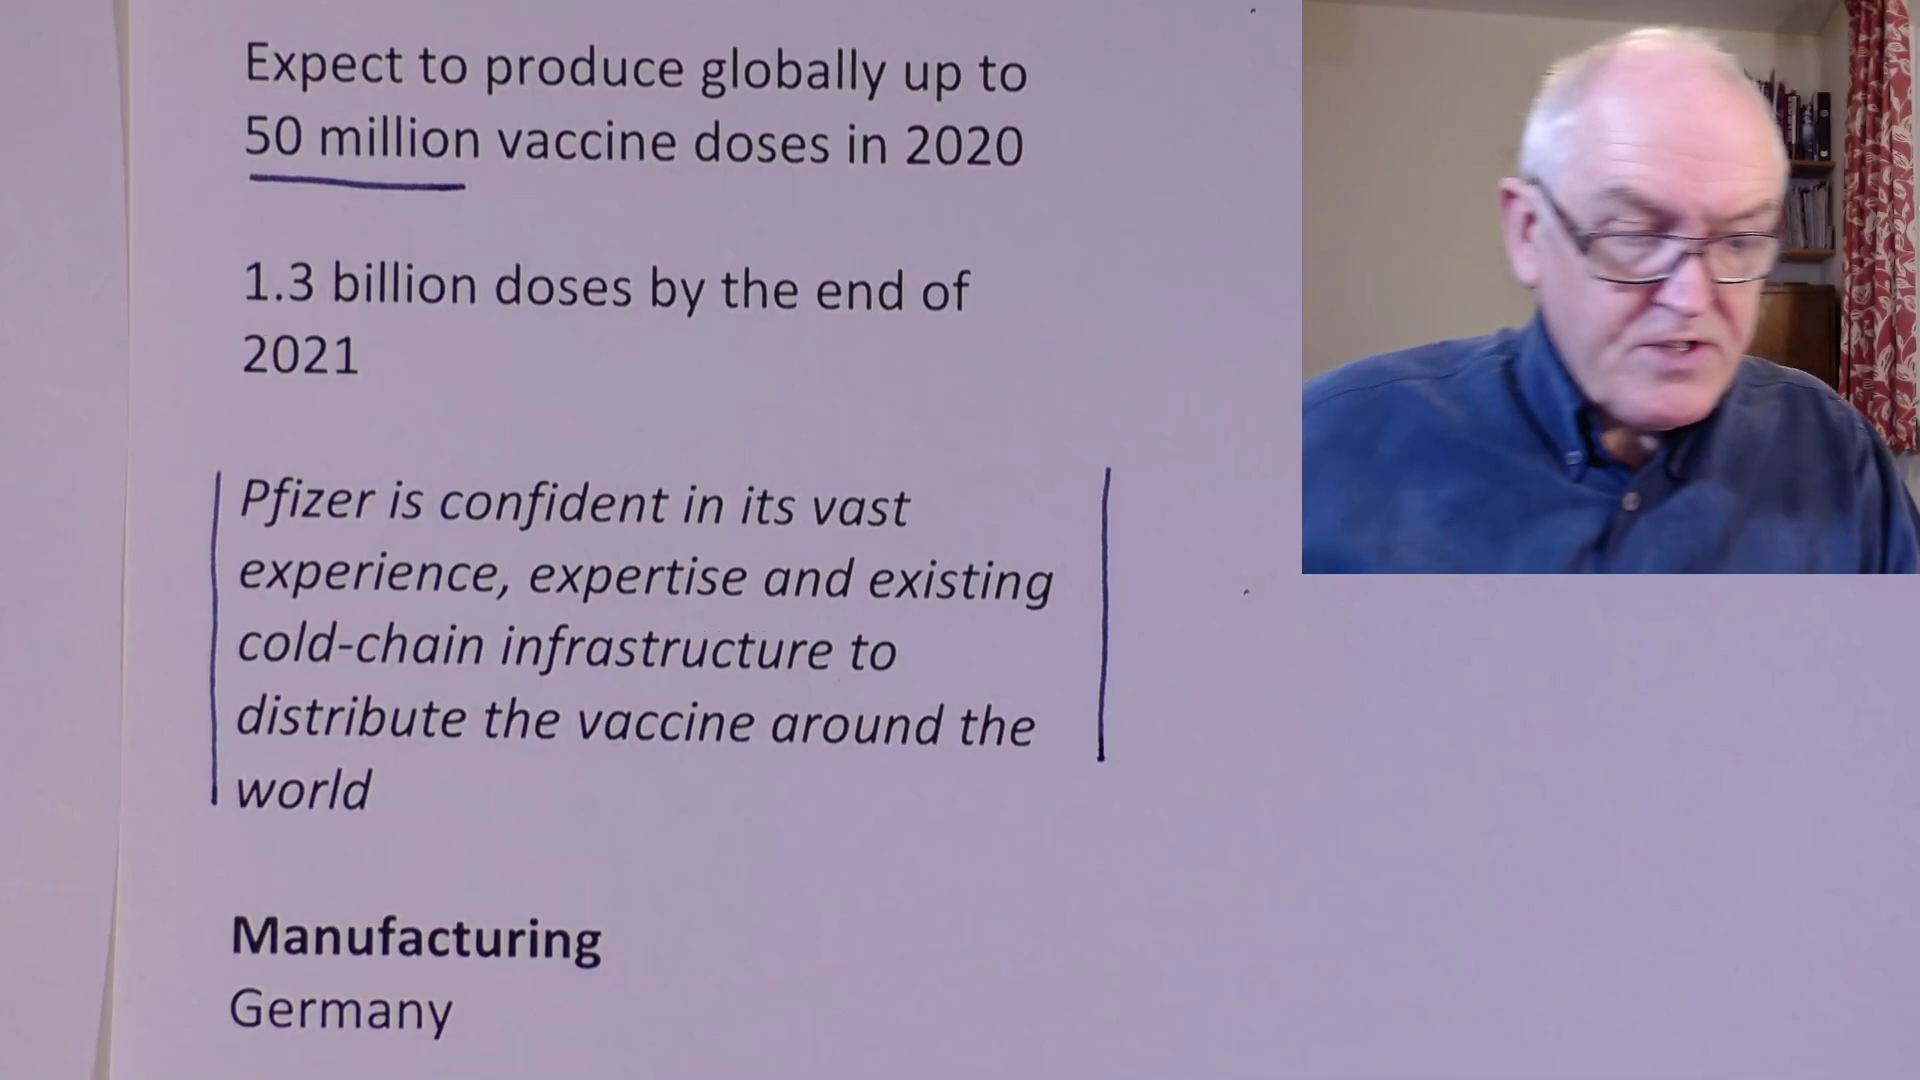 Expect to produce globally up to
50 million vaccine doses in 2020
1.3 billion doses by the end of
2021
Pfizer is confident in its vast
experience, expertise and existing
cold-chain infrastructure to
distribute the vaccine around the
world
Manufacturing
Germany